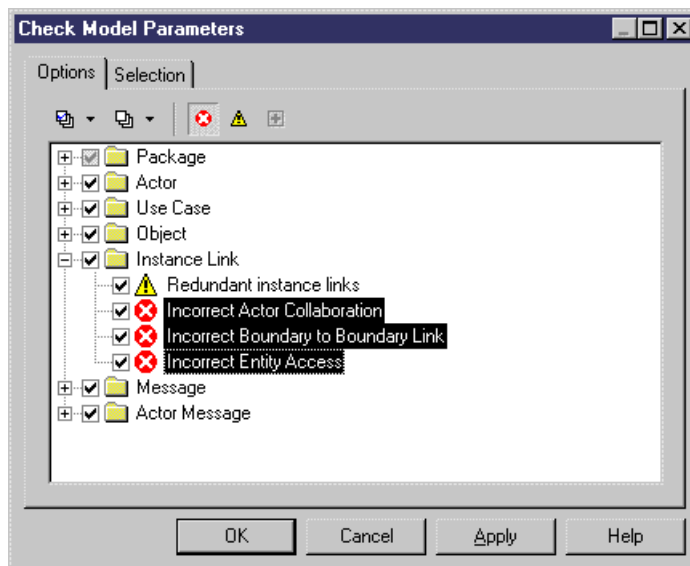 Check Model Parameters
Options Selection
Package
Actor
Use Case
Object
Instance Link
Redundant instance links
Incorrect Actor Collaboration
Incorrect Boundary to Boundary Link
Incorrect Entity Access
Message
Actor Message
OK Cancel Apply Help